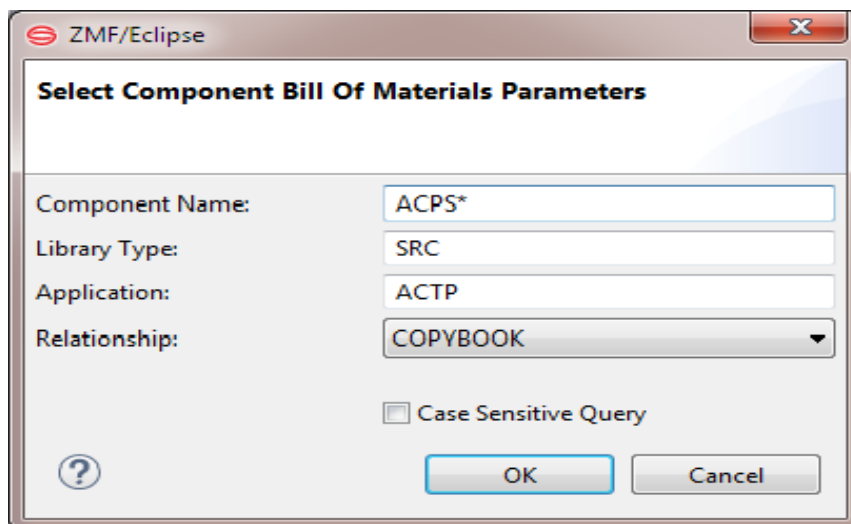 ZMF/Eclipse
Select Component Bill Of Materials Parameters
Component Name: ACPS*
Library Type: SRC
Application: ACTP
Relationship: COPYBOOK
Case Sensitive Query
? OK Cancel